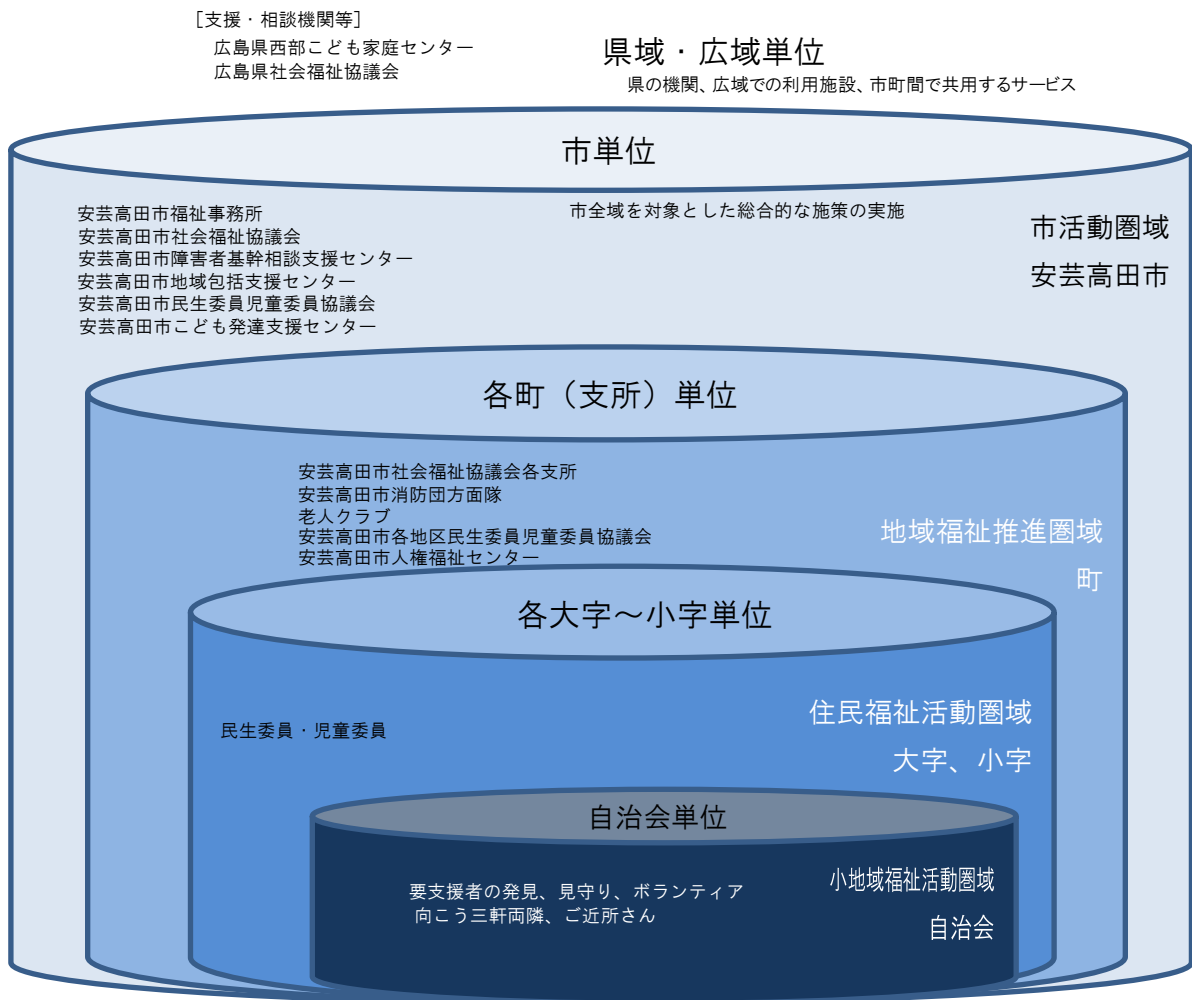 ［支援・相談機関等］
広島県西部こども家庭センター
広島県社会福祉協議会
県域・広域単位
県の機関、広域での利用施設、市町間で共用するサービス
市単位
安芸高田市福祉事務所
安芸高田市社会福祉協議会
安芸高田市障害者基幹相談支援センター
安芸高田市地域包括支援センター
安芸高田市民生委員児童委員協議会
安芸高田市こども発達支援センター
市全域を対象とした総合的な施策の実施
市活動圏域
安芸高田市
各町（支所）単位
安芸高田市社会福祉協議会各支所
安芸高田市消防団方面隊
老人クラブ
安芸高田市各地区民生委員児童委員協議会
安芸高田市人権福祉センター
地域福祉推進圏域
町
各大字～小字単位
民生委員・児童委員
住民福祉活動圏域
大字、小字
自治会単位
要支援者の発見、見守り、ボランティア
向こう三軒両隣、ご近所さん
小地域福祉活動圏域
自治会